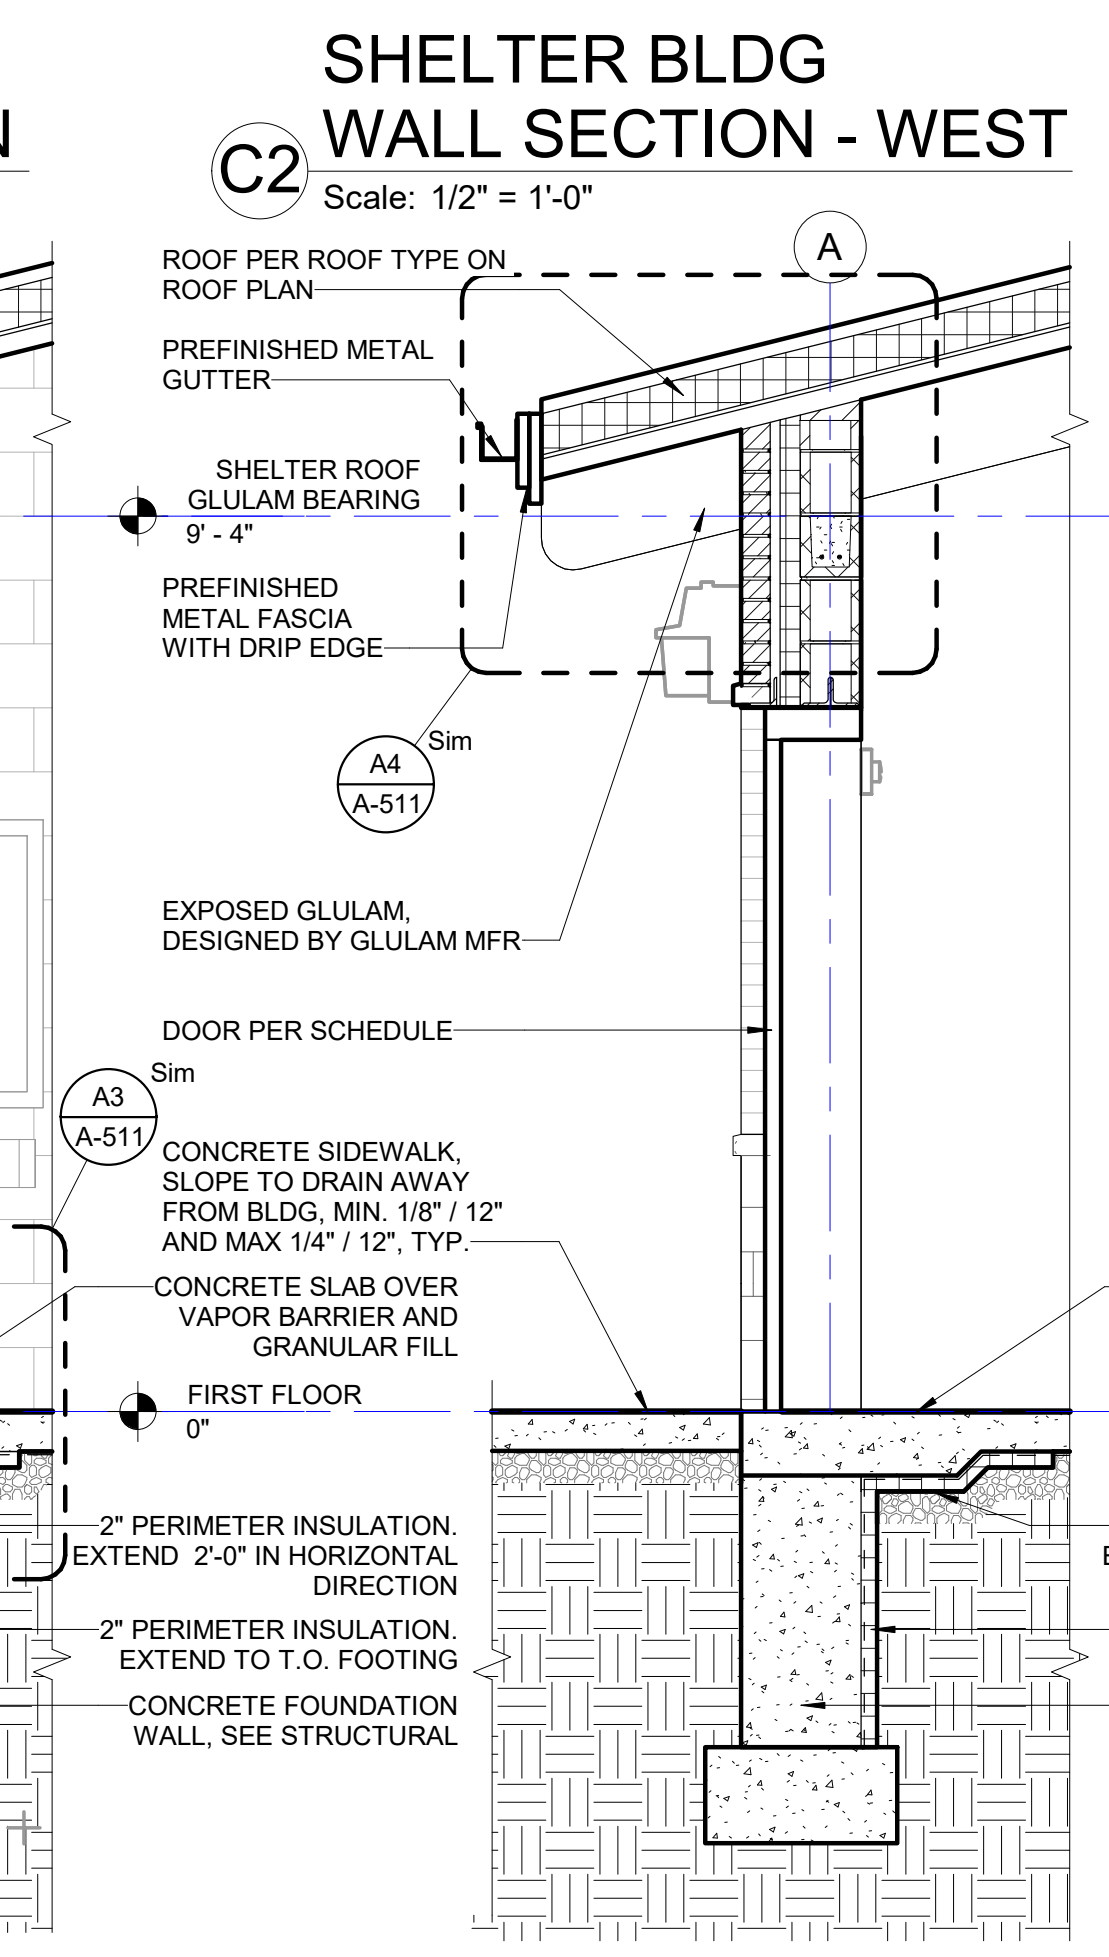 SHELTER BLDG
WALL SECTION - WEST
C2
Scale: 1/2" = 1'-0"
A
ROOF PER ROOF TYPE ON
ROOF PLAN
PREFINISHED METAL
GUTTER
SHELTER ROOF
GLULAM BEARING
9' - 4"
PREFINISHED
METAL FASCIA
WITH DRIP EDGE
Sim
A4
A-511
EXPOSED GLULAM,
DESIGNED BY GLULAM MFR
DOOR PER SCHEDULE
Sim
A3
A-511
CONCRETE SIDEWALK,
SLOPE TO DRAIN AWAY
FROM BLDG, MIN. 1/8" / 12"
AND MAX 1/4" / 12", TYP.
CONCRETE SLAB OVER
VAPOR BARRIER AND
GRANULAR FILL
FIRST FLOOR
0"
2" PERIMETER INSULATION.
EXTEND 2'-0" IN HORIZONTAL
DIRECTION
2" PERIMETER INSULATION.
EXTEND TO T.O. FOOTING
CONCRETE FOUNDATION
WALL, SEE STRUCTURAL